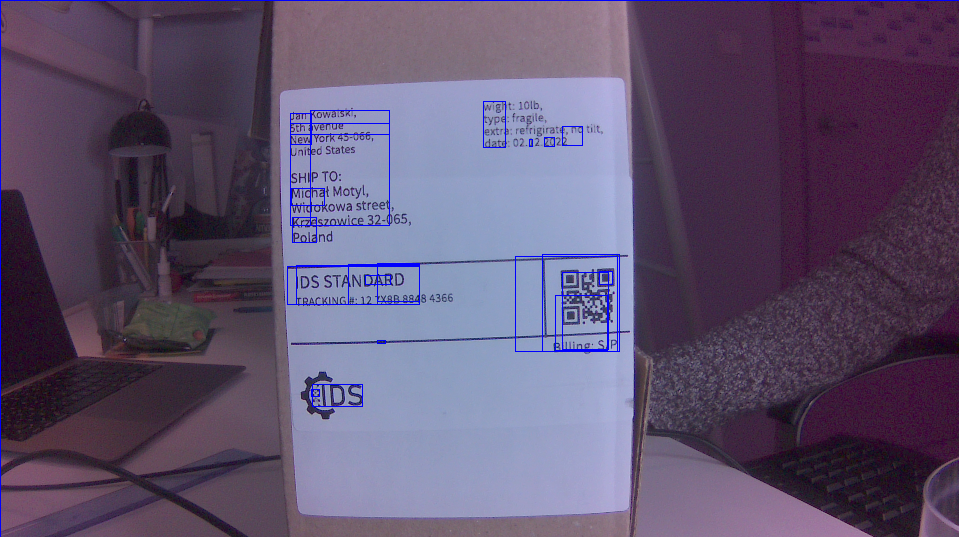 Jan Kowalski,
5th avenue
New York 45-066,
United States
wight: 10lb,
type: fragile,
extra: refrigirate, no tilt,
date: 02.12.2022
SHIP TO:
Michał Motyl,
Widokowa street,
Krzeszowice 32-065,
Poland
IDS STANDARD
TRACKING #: 12 7X8B 8848 4366
Billing: S/P
IDS